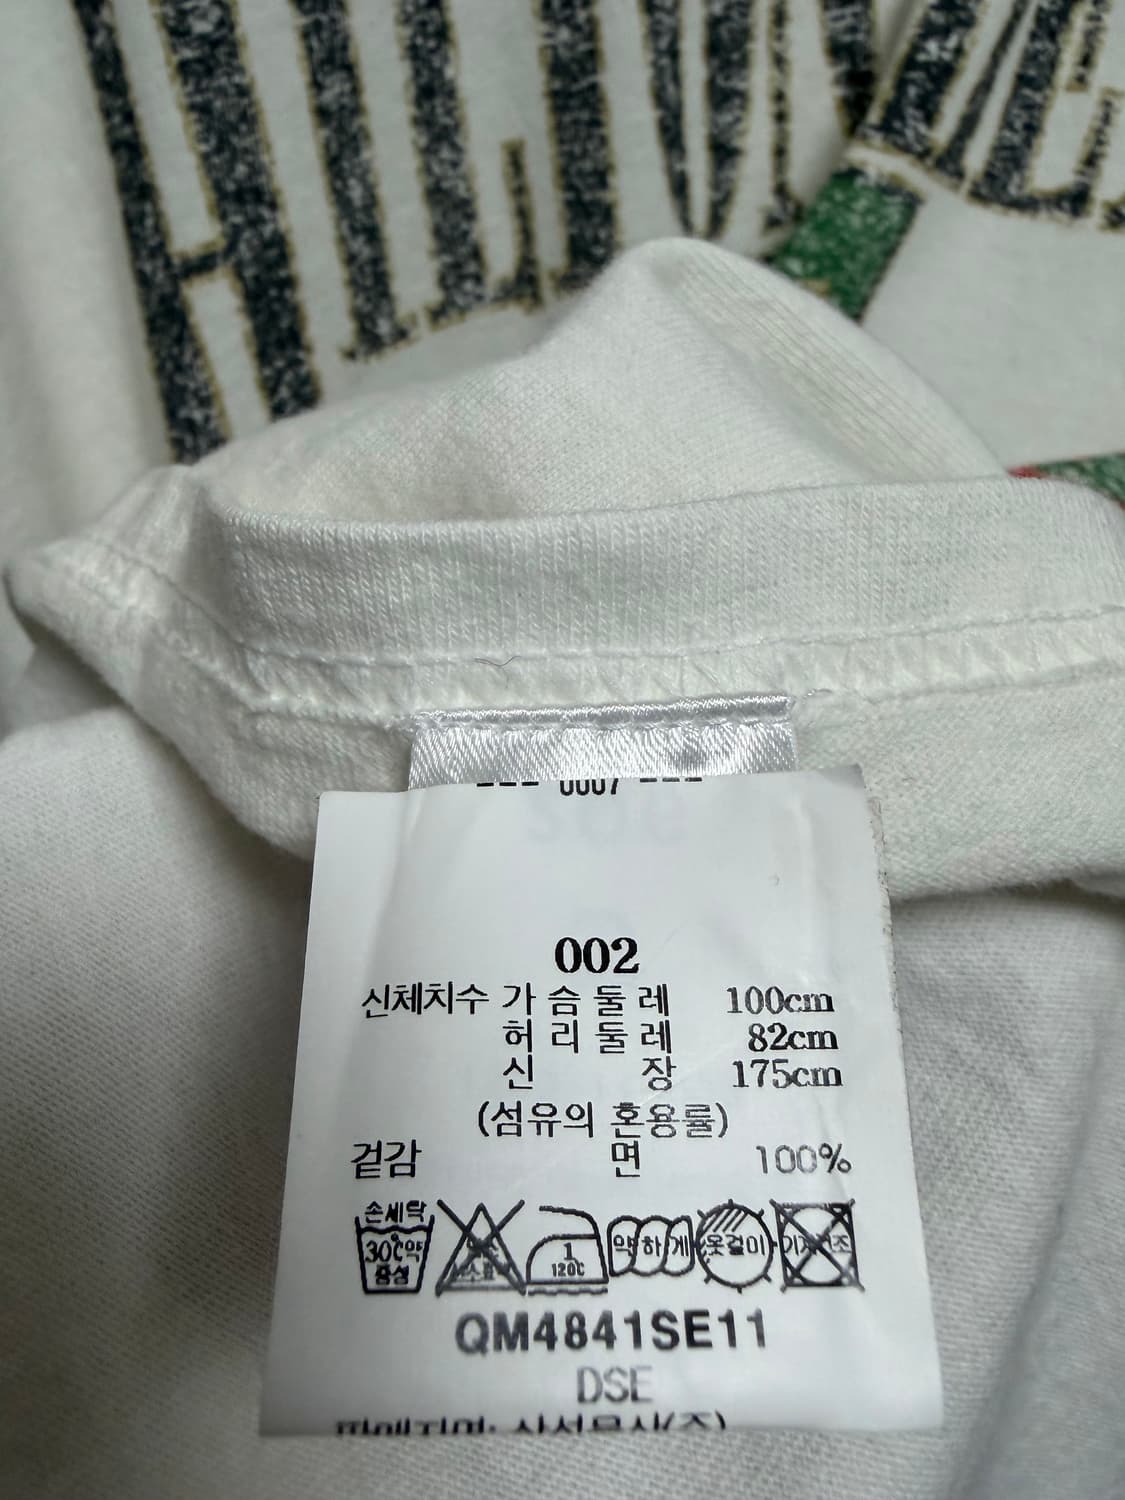 --- 0007 ---
002
신체치수 가슴둘레 100cm
허리둘레 82cm
신장 175cm
(섬유의 혼용률)
겉감 면 100%
손세탁
30℃약
중성
1
120℃
약하게
옷걸이
QM4841SE11
DSE